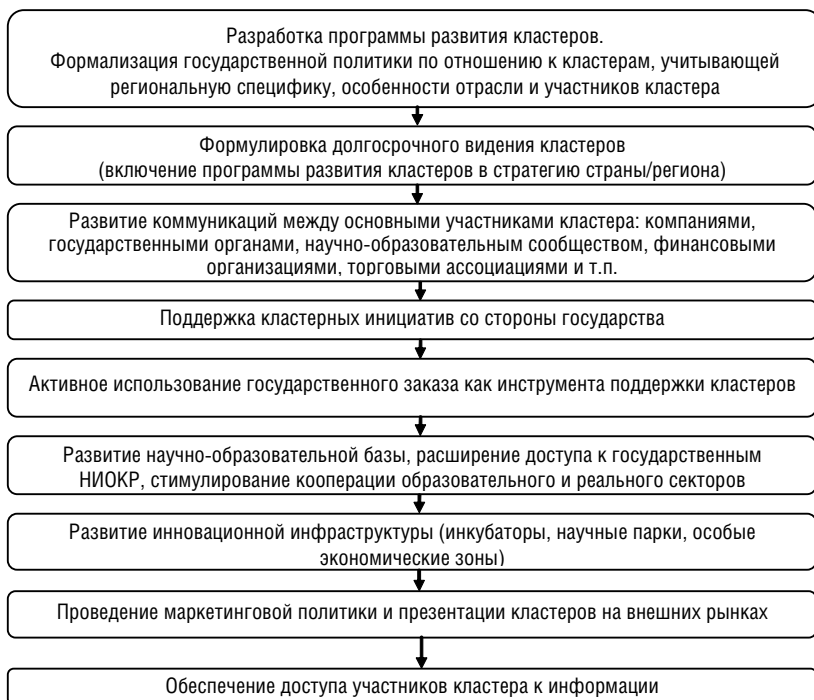 Разработка программы развития кластеров.
Формализация государственной политики по отношению к кластерам, учитывающей
региональную специфику, особенности отрасли и участников кластера
Формулировка долгосрочного видения кластеров
(включение программы развития кластеров в стратегию страны/региона)
Развитие коммуникаций между основными участниками кластера: компаниями,
государственными органами, научно-образовательным сообществом, финансовыми
организациями, торговыми ассоциациями и т.п.
Поддержка кластерных инициатив со стороны государства
Активное использование государственного заказа как инструмента поддержки кластеров
Развитие научно-образовательной базы, расширение доступа к государственным
НИОКР, стимулирование кооперации образовательного и реального секторов
Развитие инновационной инфраструктуры (инкубаторы, научные парки, особые
экономические зоны)
Проведение маркетинговой политики и презентации кластеров на внешних рынках
Обеспечение доступа участников кластера к информации